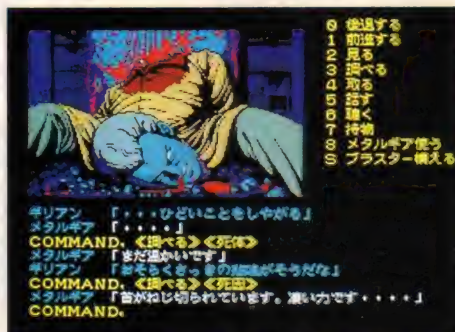 0 後退する
1 前進する
2 見る
3 調べる
4 取る
5 話す
6 聴く
7 持物
8 メタルギア使う
S ブラスター構える
ギリアン 「・・・ひどいことをしやがる」
メタルギア 「・・・・」
COMMAND. 《調べる》《死体》
メタルギア 「まだ温かいです」
ギリアン 「おそらくさっきの悲鳴がそうだな」
COMMAND. 《調べる》《死因》
メタルギア 「首がねじ切られています。凄い力です・・・・」
COMMAND.